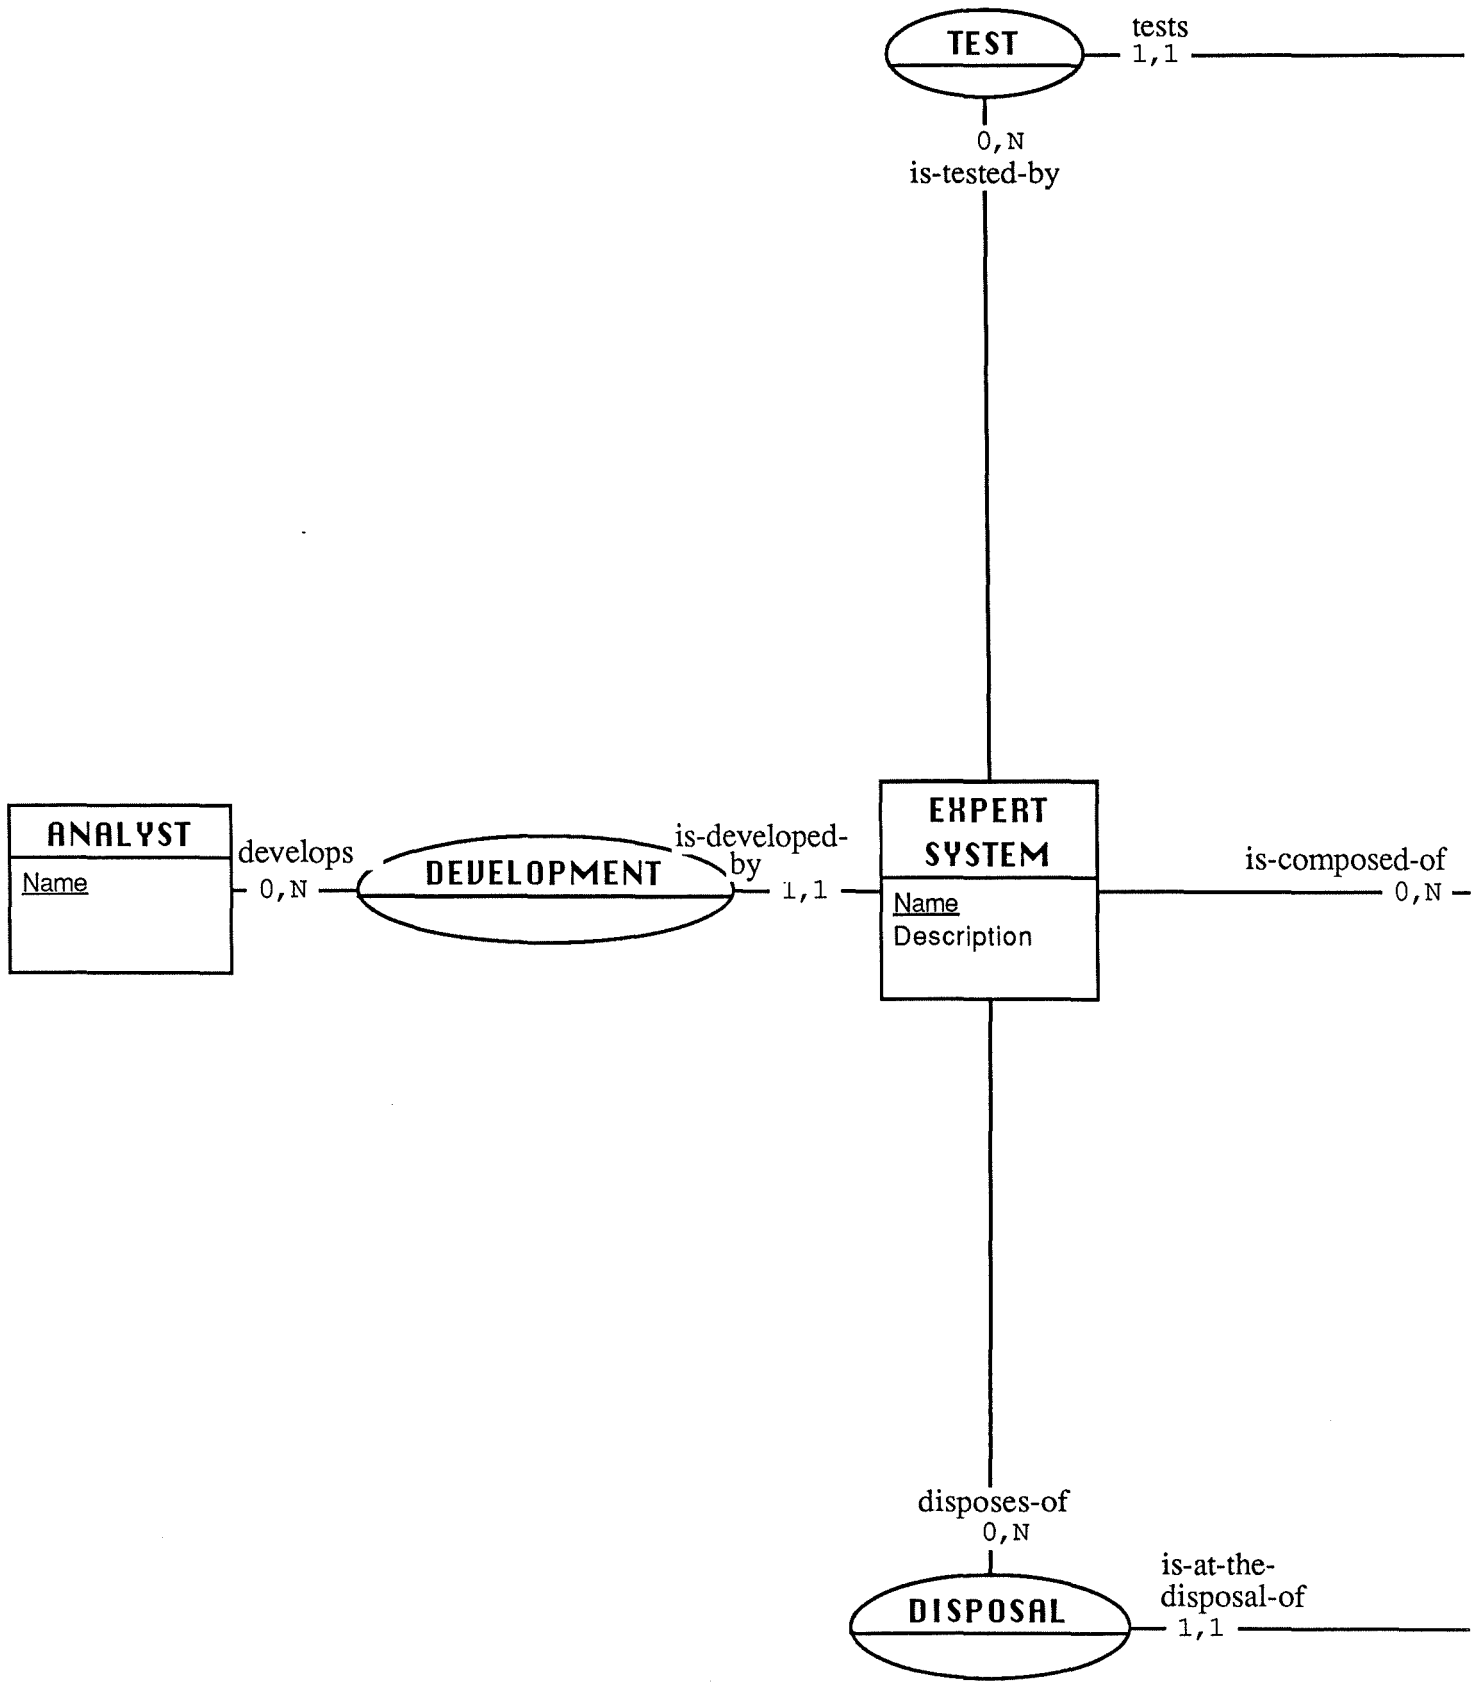 TEST
tests
1,1
0,N
is-tested-by
ANALYST
Name
develops
0,N
DEVELOPMENT
is-developed-
by
1,1
EXPERT
SYSTEM
Name
Description
is-composed-of
0,N
disposes-of
0,N
DISPOSAL
is-at-the-
disposal-of
1,1